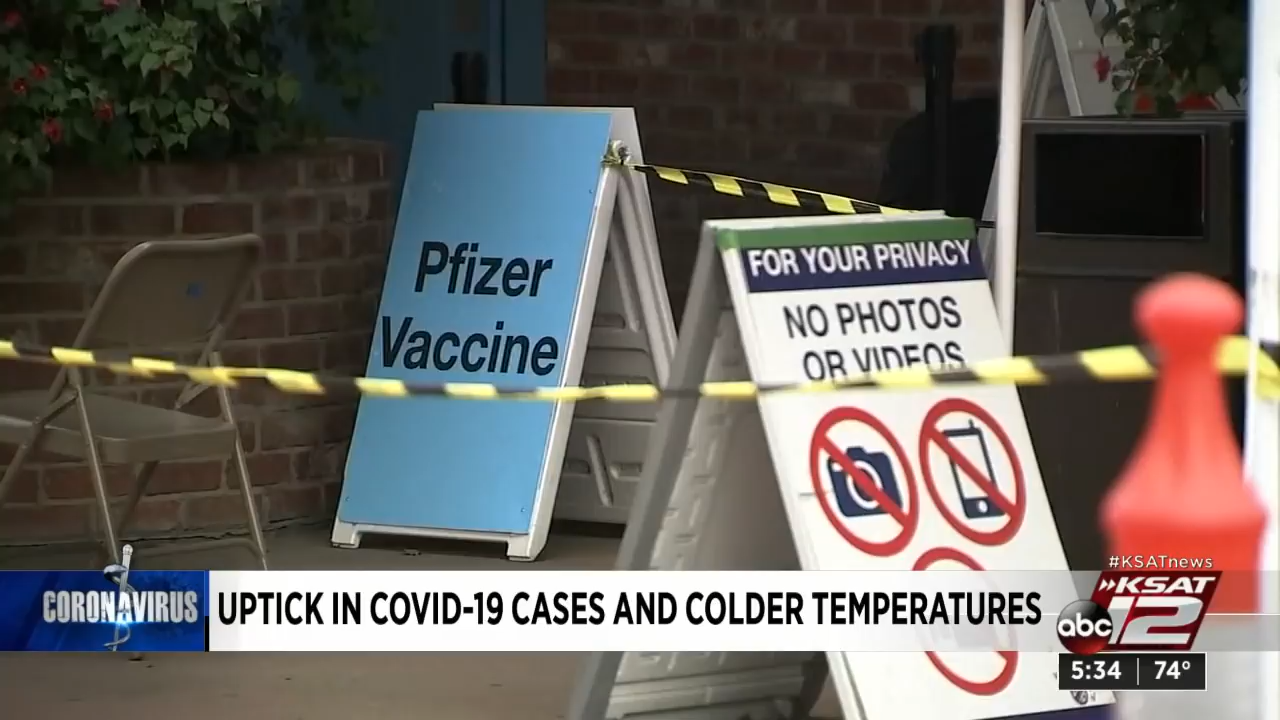 Pfizer
Vaccine
FOR YOUR PRIVACY
NO PHOTOS
OR VIDEOS
#KSATnews
CORONAVIRUS
UPTICK IN COVID-19 CASES AND COLDER TEMPERATURES
KSAT
abc 12
5:34 74°